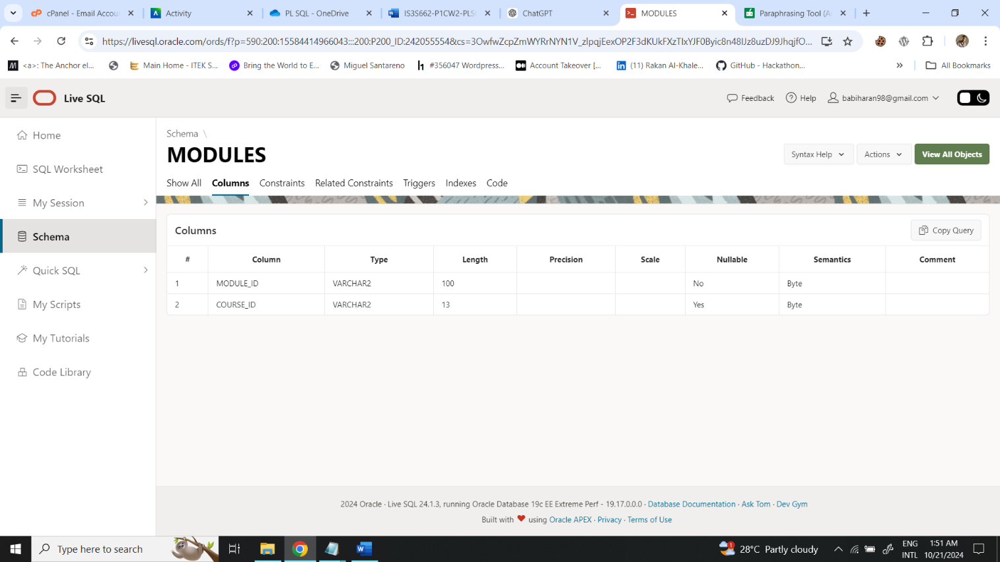 cPanel - Email Accou
Activity
PL SQL - OneDrive
IS3S662-P1CW2-PLS
ChatGPT
MODULES
Paraphrasing Tool (A
https://livesql.oracle.com/ords/f?p=590:200:15584414966043:::200:P200_ID:242055554&cs=3OwfwZcpZmWYRrNYN1V_zlpqjEexOP2F3dKUkFXzTIxYJF0Byic8n48IJz8uzDJ9JhqjfO...
<a>: The Anchor el...
Main Home - ITEK S...
Bring the World to E...
Miguel Santareno
#356047 Wordpress...
Account Takeover [...
(11) Rakan Al-Khale...
GitHub - Hackathon...
All Bookmarks
Live SQL
Feedback
Help
babiharan98@gmail.com
Home
SQL Worksheet
My Session
Schema
Quick SQL
My Scripts
My Tutorials
Code Library
Schema \
MODULES
Syntax Help
Actions
View All Objects
Show All Columns Constraints Related Constraints Triggers Indexes Code
Columns
Copy Query
# Column Type Length Precision Scale Nullable Semantics Comment
1 MODULE_ID VARCHAR2 100 No Byte
2 COURSE_ID VARCHAR2 13 Yes Byte
2024 Oracle · Live SQL 24.1.3, running Oracle Database 19c EE Extreme Perf - 19.17.0.0.0 · Database Documentation · Ask Tom · Dev Gym
Built with ❤ using Oracle APEX · Privacy · Terms of Use
Type here to search
28°C Partly cloudy
ENG
INTL
1:51 AM
10/21/2024